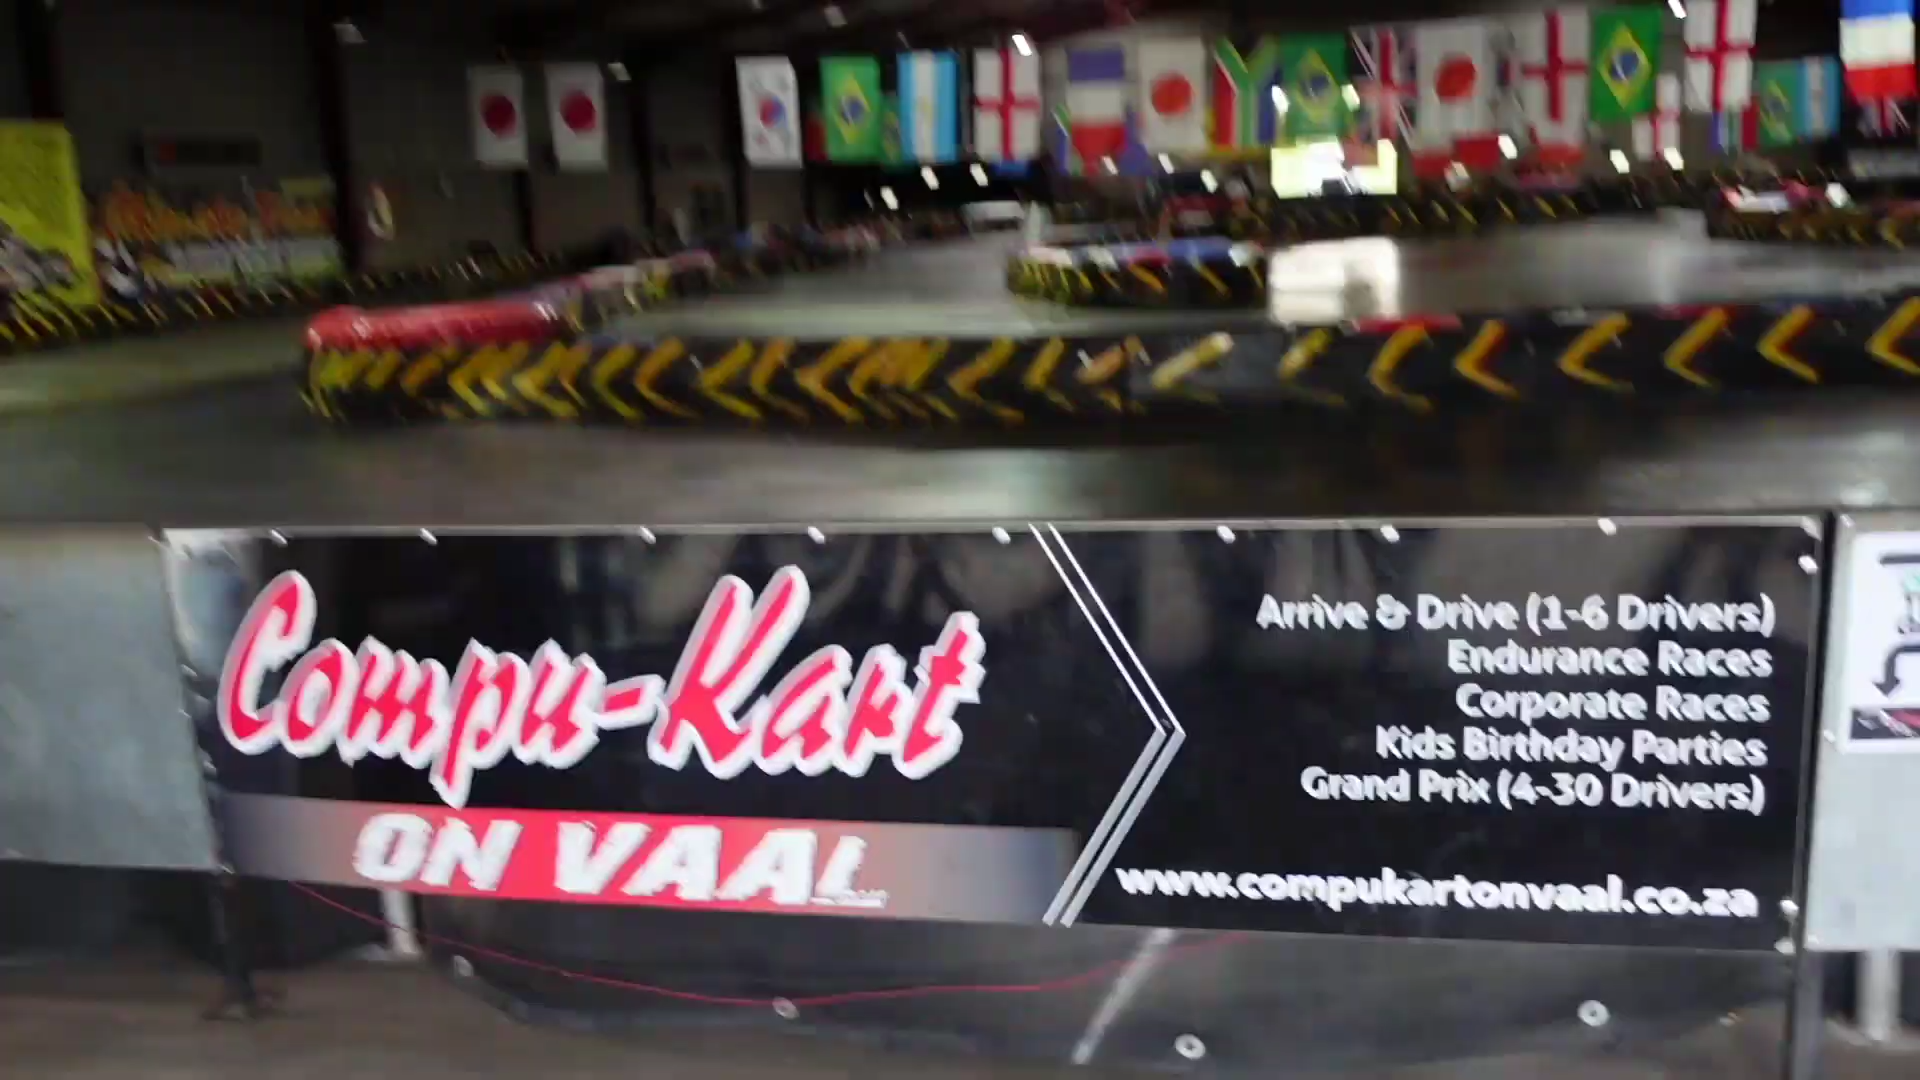 Compu-Kart
ON VAAL
Arrive & Drive (1-6 Drivers)
Endurance Races
Corporate Races
Kids Birthday Parties
Grand Prix (4-30 Drivers)
www.compukartonvaal.co.za